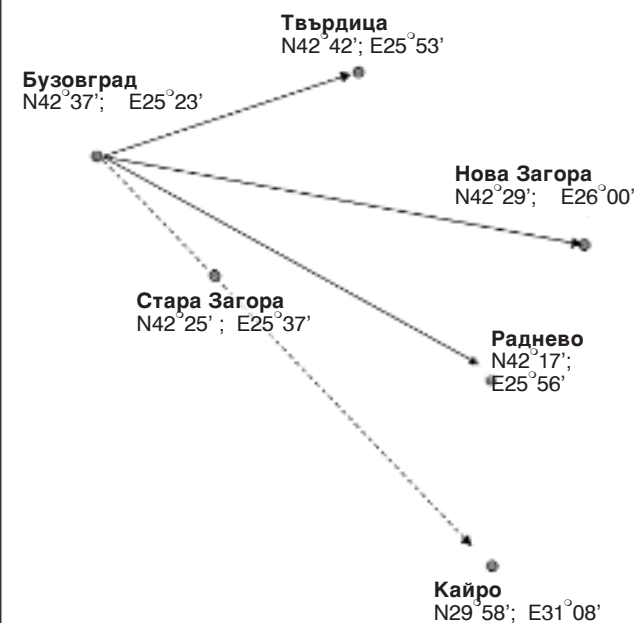 Твърдица
N42°42’; E25°53’
Бузовград
N42°37’; E25°23’
Нова Загора
N42°29’; E26°00’
Стара Загора
N42°25’ ; E25°37’
Раднево
N42°17’;
E25°56’
Кайро
N29°58’; E31°08’